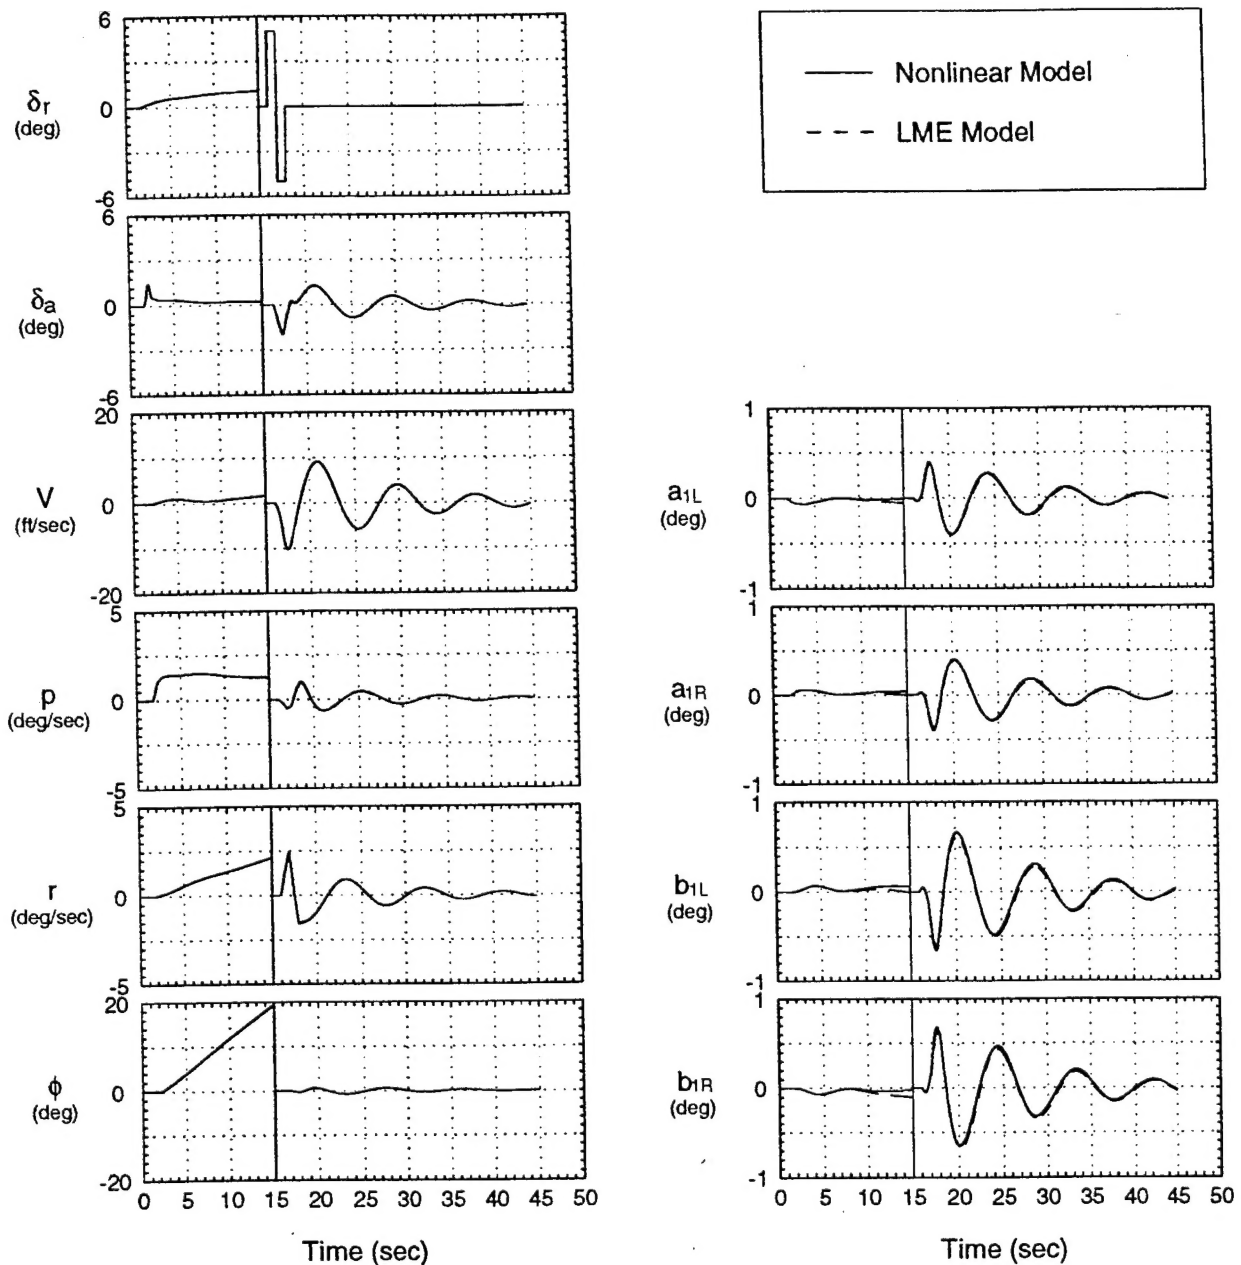 6
δr
(deg)
0
-6
Nonlinear Model
LME Model
6
δa
(deg)
0
-6
20
V
(ft/sec)
0
-20
5
p
(deg/sec)
0
-5
5
r
(deg/sec)
0
-5
20
ϕ
(deg)
0
-20
0 5 10 15 20 25 30 35 40 45 50
Time (sec)
1
a1L
(deg)
0
-1
1
a1R
(deg)
0
-1
1
b1L
(deg)
0
-1
1
b1R
(deg)
0
-1
0 5 10 15 20 25 30 35 40 45 50
Time (sec)